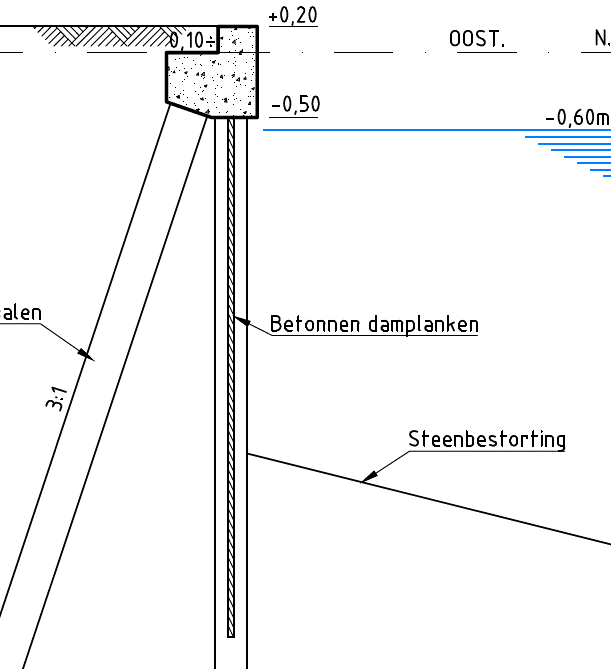 +0,20
0,10÷
OOST.
N.
-0,50
-0,60m
alen
Betonnen damplanken
3:1
Steenbestorting